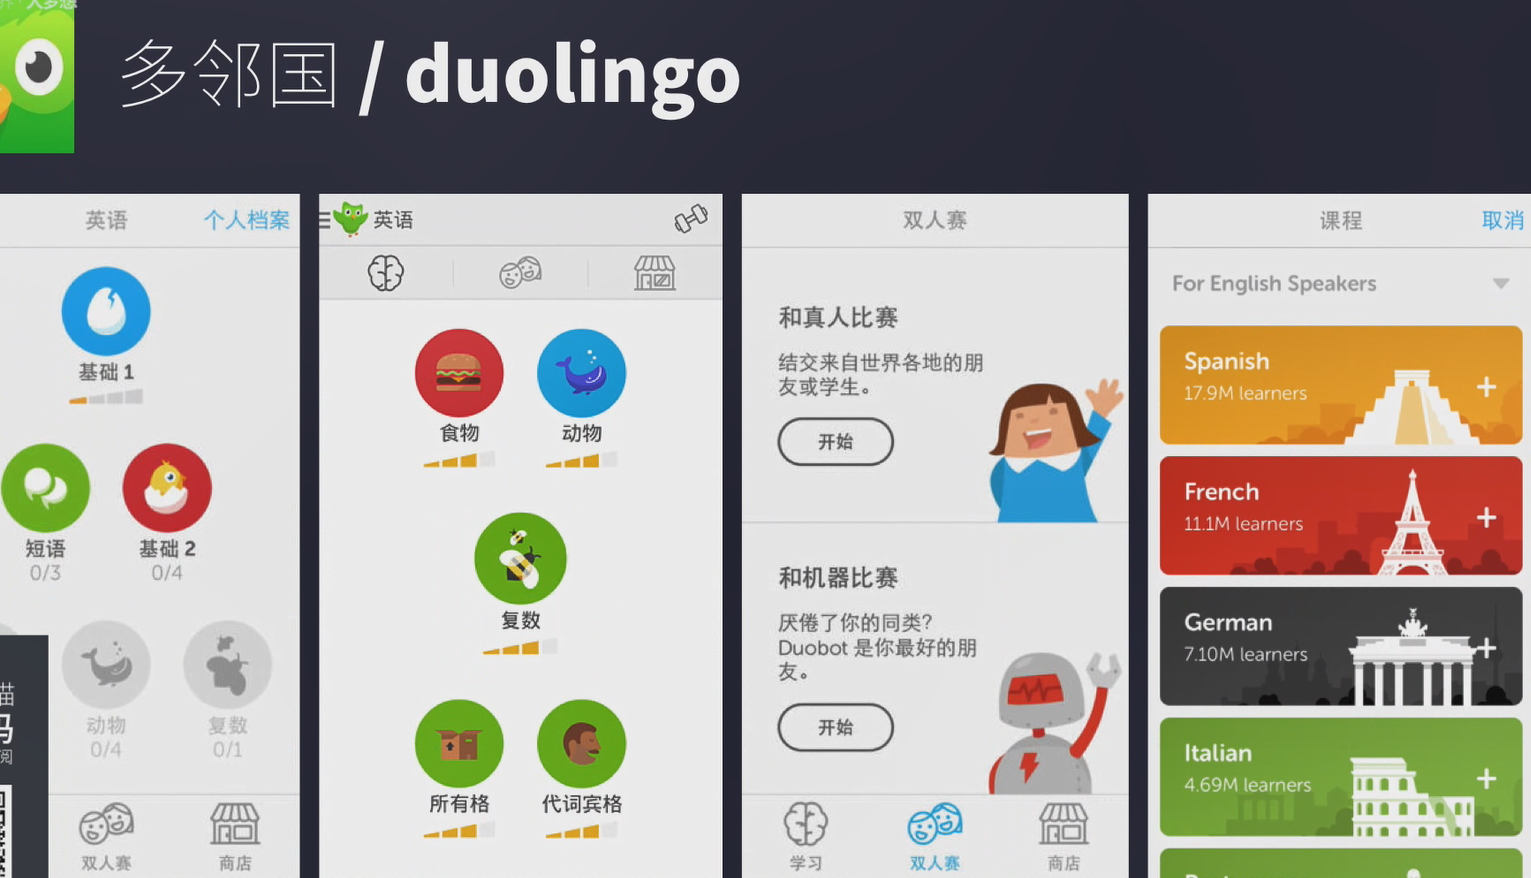 多邻国 / duolingo
英语
个人档案
基础 1
短语
0/3
基础 2
0/4
动物
0/4
复数
0/1
双人赛
商店
英语
食物
动物
复数
所有格
代词宾格
双人赛
和真人比赛
结交来自世界各地的朋
友或学生。
开始
和机器比赛
厌倦了你的同类?
Duobot 是你最好的朋
友。
开始
学习
双人赛
商店
课程
取消
For English Speakers
Spanish
17.9M learners
French
11.1M learners
German
7.10M learners
Italian
4.69M learners